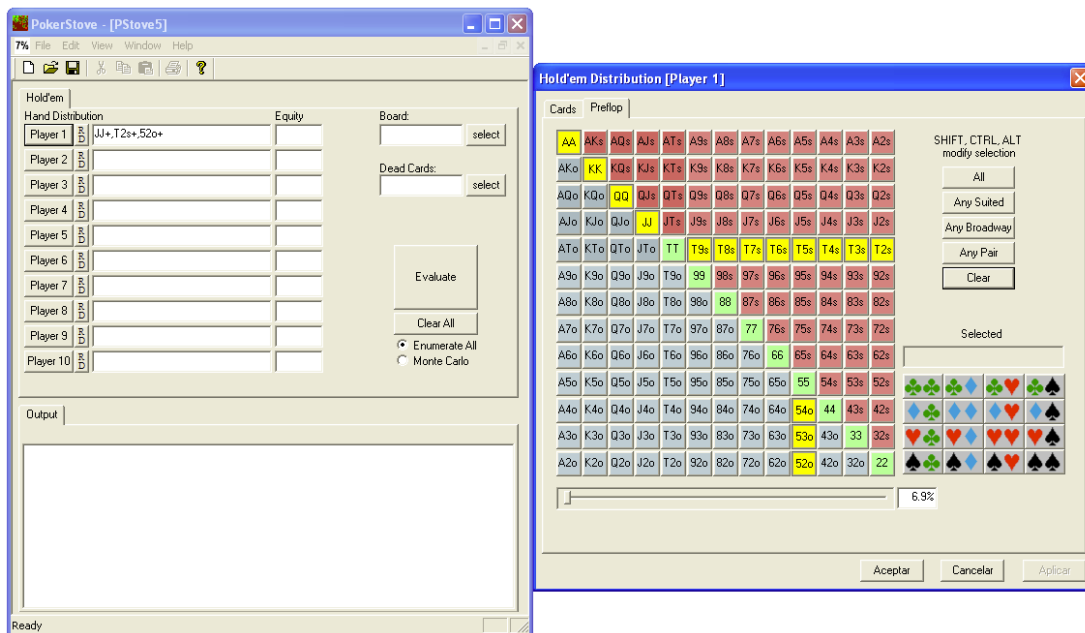 PokerStove - [PStove5]
7% File Edit View Window Help
Hold'em
Hand Distribution Equity Board:
Player 1 R D JJ+,T2s+,52o+ select
Player 2 R D
Dead Cards:
Player 3 R D select
Player 4 R D
Player 5 R D
Player 6 R D
Player 7 R D Evaluate
Player 8 R D
Clear All
Player 9 R D Enumerate All
Player 10 R D Monte Carlo
Output
Ready
Hold'em Distribution [Player 1]
Cards Preflop
AA AKs AQs AJs ATs A9s A8s A7s A6s A5s A4s A3s A2s
AKo KK KQs KJs KTs K9s K8s K7s K6s K5s K4s K3s K2s
AQo KQo QQ QJs QTs Q9s Q8s Q7s Q6s Q5s Q4s Q3s Q2s
AJo KJo QJo JJ JTs J9s J8s J7s J6s J5s J4s J3s J2s
ATo KTo QTo JTo TT T9s T8s T7s T6s T5s T4s T3s T2s
A9o K9o Q9o J9o T9o 99 98s 97s 96s 95s 94s 93s 92s
A8o K8o Q8o J8o T8o 98o 88 87s 86s 85s 84s 83s 82s
A7o K7o Q7o J7o T7o 97o 87o 77 76s 75s 74s 73s 72s
A6o K6o Q6o J6o T6o 96o 86o 76o 66 65s 64s 63s 62s
A5o K5o Q5o J5o T5o 95o 85o 75o 65o 55 54s 53s 52s
A4o K4o Q4o J4o T4o 94o 84o 74o 64o 54o 44 43s 42s
A3o K3o Q3o J3o T3o 93o 83o 73o 63o 53o 43o 33 32s
A2o K2o Q2o J2o T2o 92o 82o 72o 62o 52o 42o 32o 22
SHIFT, CTRL, ALT
modify selection
All
Any Suited
Any Broadway
Any Pair
Clear
Selected
6.9%
Aceptar Cancelar Aplicar